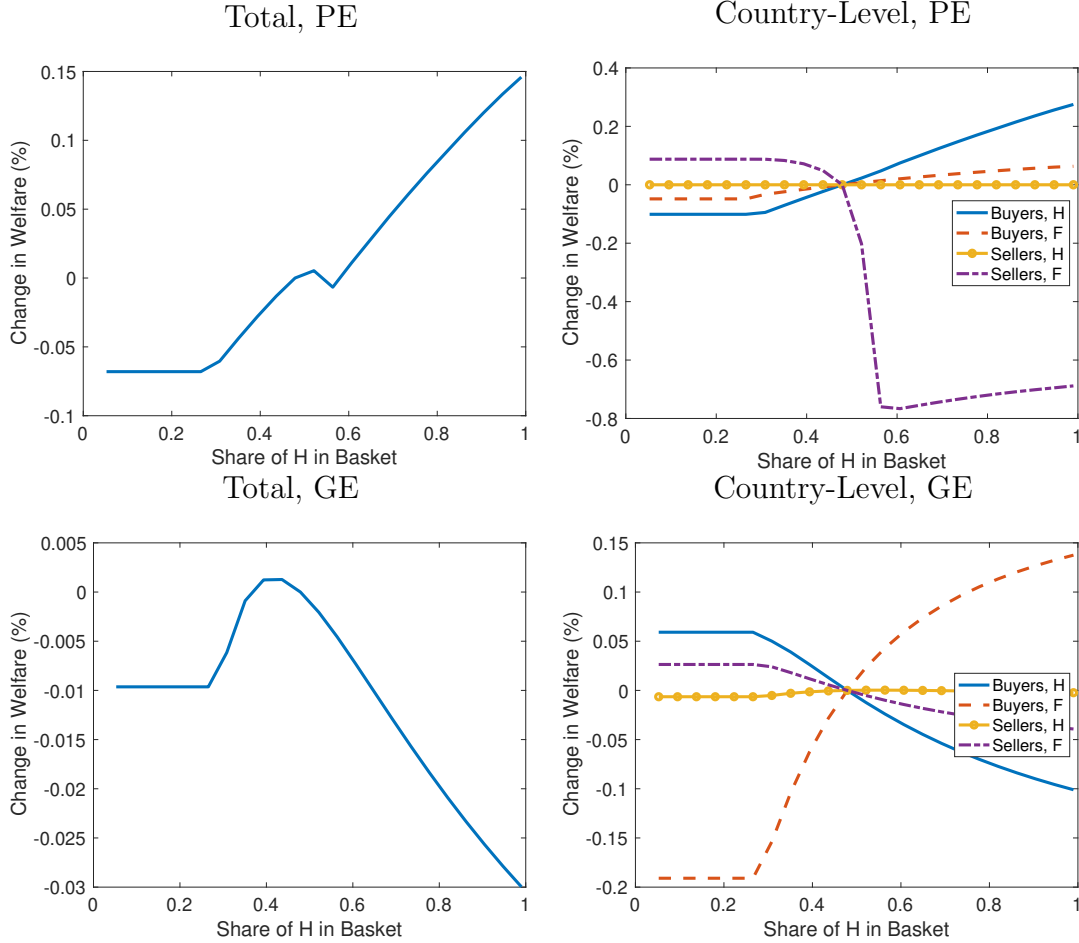 Total, PE
0.15
0.1
0.05
0
-0.05
-0.1
Change in Welfare (%)
0
0.2
0.4
0.6
0.8
1
Share of H in Basket
Country-Level, PE
0.4
0.2
0
-0.2
-0.4
-0.6
-0.8
Change in Welfare (%)
Buyers, H
Buyers, F
Sellers, H
Sellers, F
0
0.2
0.4
0.6
0.8
1
Share of H in Basket
Total, GE
0.005
0
-0.005
-0.01
-0.015
-0.02
-0.025
-0.03
Change in Welfare (%)
0
0.2
0.4
0.6
0.8
1
Share of H in Basket
Country-Level, GE
0.15
0.1
0.05
0
-0.05
-0.1
-0.15
-0.2
Change in Welfare (%)
Buyers, H
Buyers, F
Sellers, H
Sellers, F
0
0.2
0.4
0.6
0.8
1
Share of H in Basket